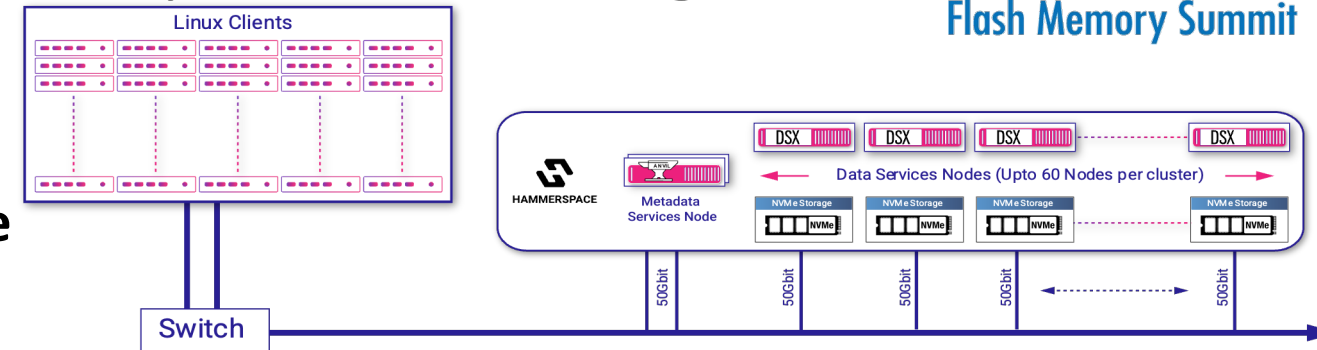 Flash Memory Summit
Linux Clients
DSX DSX DSX DSX
ANVIL
HAMMERSPACE
Data Services Nodes (Upto 60 Nodes per cluster)
Metadata
Services Node
NVMe Storage NVMe Storage NVMe Storage NVMe Storage
NVMe NVMe NVMe NVMe
50Gbit 50Gbit 50Gbit 50Gbit 50Gbit
Switch